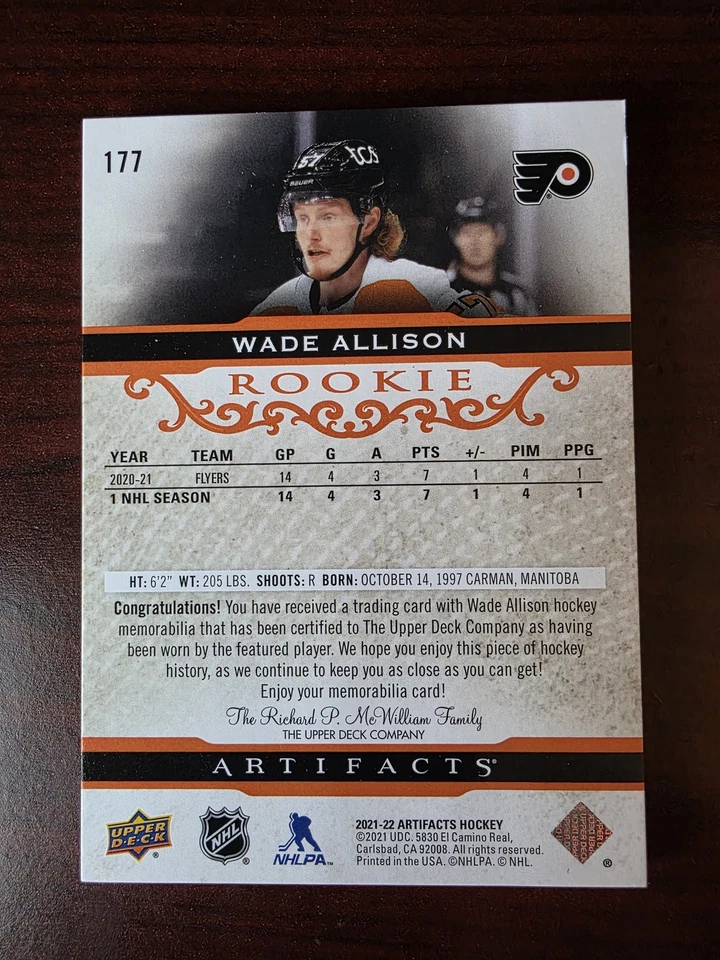 177
57
TCS
BAUER
WADE ALLISON
ROOKIE
YEAR TEAM GP G A PTS +/- PIM PPG
2020-21 FLYERS 14 4 3 7 1 4 1
1 NHL SEASON 14 4 3 7 1 4 1
HT: 6'2" WT: 205 LBS. SHOOTS: R BORN: OCTOBER 14, 1997 CARMAN, MANITOBA
Congratulations! You have received a trading card with Wade Allison hockey
memorabilia that has been certified to The Upper Deck Company as having
been worn by the featured player. We hope you enjoy this piece of hockey
history, as we continue to keep you as close as you can get!
Enjoy your memorabilia card!
The Richard P. McWilliam Family
THE UPPER DECK COMPANY
ARTIFACTS®
UPPER
D·E·C·K®
NHL®
NHLPA™
2021-22 ARTIFACTS HOCKEY
©2021 UDC. 5830 El Camino Real,
Carlsbad, CA 92008. All rights reserved.
Printed in the USA. ©NHLPA. © NHL.
®